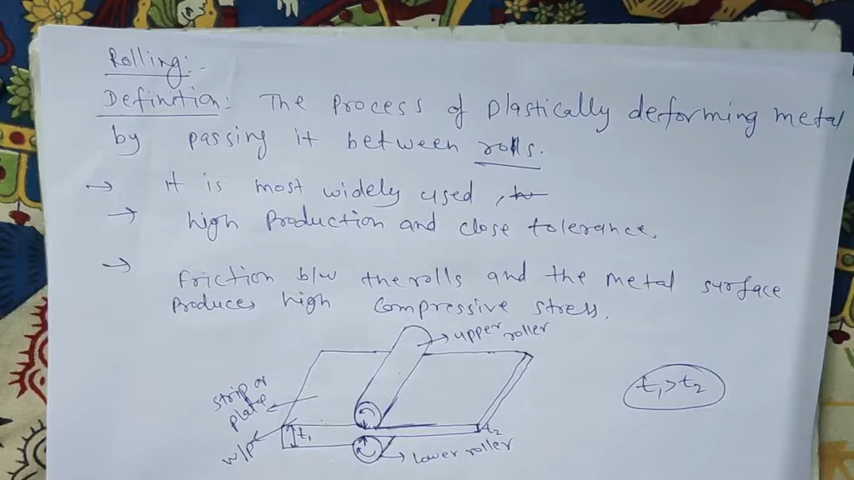 Rolling:-
Definition: The process of plastically deforming metal
by passing it between rolls.
→ It is most widely used,
→ high production and close tolerance.
→ Friction b/w the rolls and the metal surface
produces high compressive stress.
→ upper roller
strip or
plate
w/p
t₁
t₂
→ Lower roller
t₁>t₂